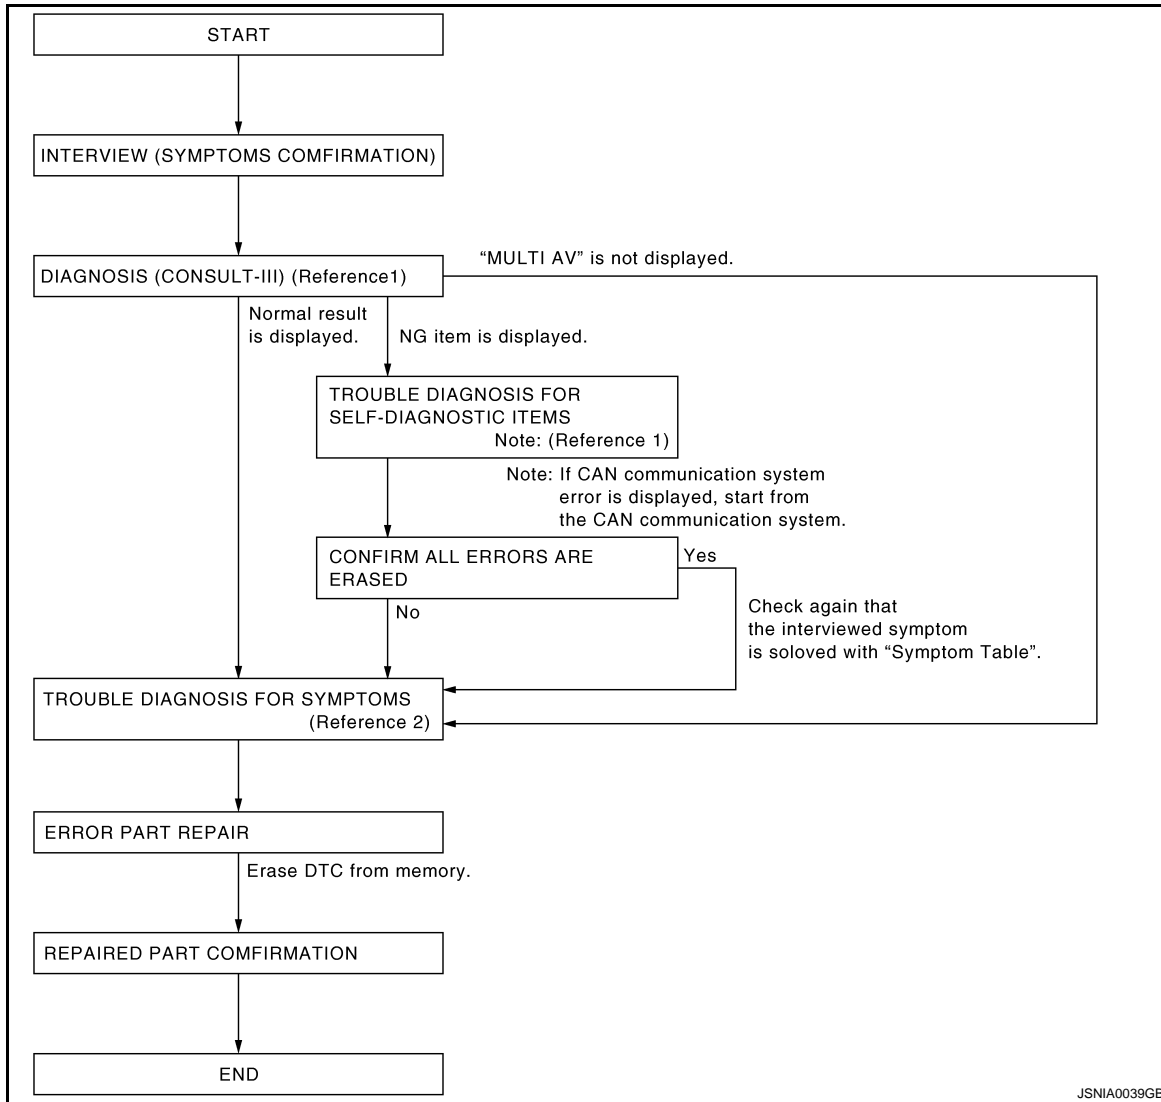 START
INTERVIEW (SYMPTOMS COMFIRMATION)
DIAGNOSIS (CONSULT-III) (Reference1)
“MULTI AV” is not displayed.
Normal result
is displayed.
NG item is displayed.
TROUBLE DIAGNOSIS FOR
SELF-DIAGNOSTIC ITEMS
Note: (Reference 1)
Note: If CAN communication system
error is displayed, start from
the CAN communication system.
CONFIRM ALL ERRORS ARE
ERASED
Yes
No
Check again that
the interviewed symptom
is soloved with “Symptom Table”.
TROUBLE DIAGNOSIS FOR SYMPTOMS
(Reference 2)
ERROR PART REPAIR
Erase DTC from memory.
REPAIRED PART COMFIRMATION
END
JSNIA0039GB